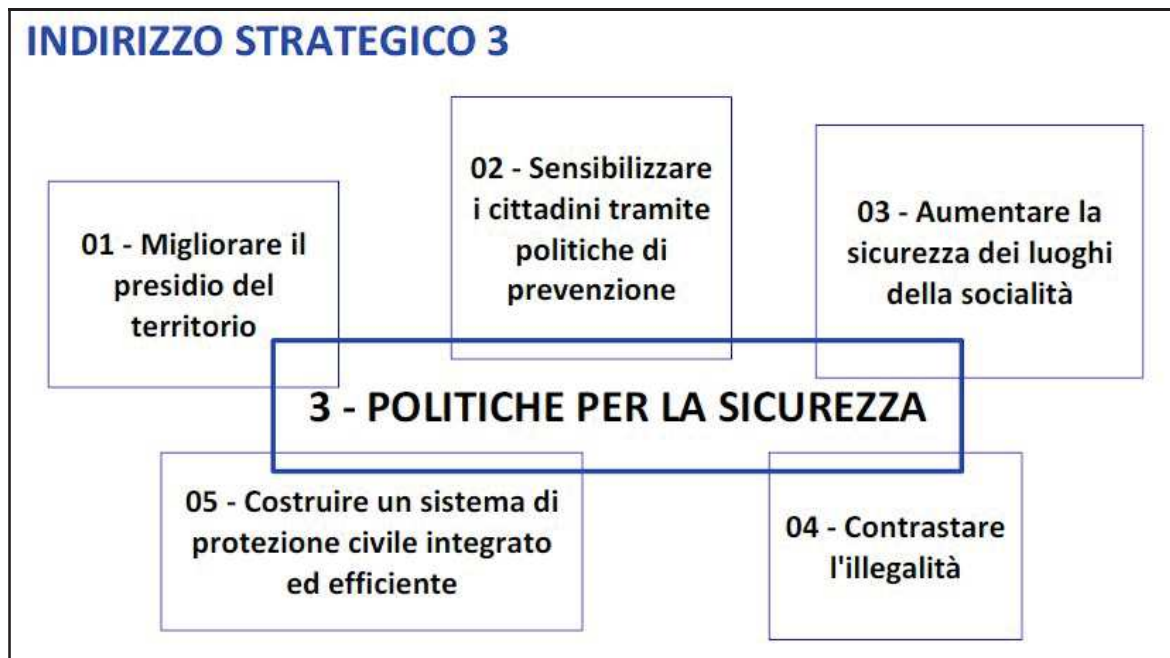 INDIRIZZO STRATEGICO 3
01 - Migliorare il
presidio del
territorio
02 - Sensibilizzare
i cittadini tramite
politiche di
prevenzione
03 - Aumentare la
sicurezza dei luoghi
della socialità
3 - POLITICHE PER LA SICUREZZA
05 - Costruire un sistema di
protezione civile integrato
ed efficiente
04 - Contrastare
l'illegalità